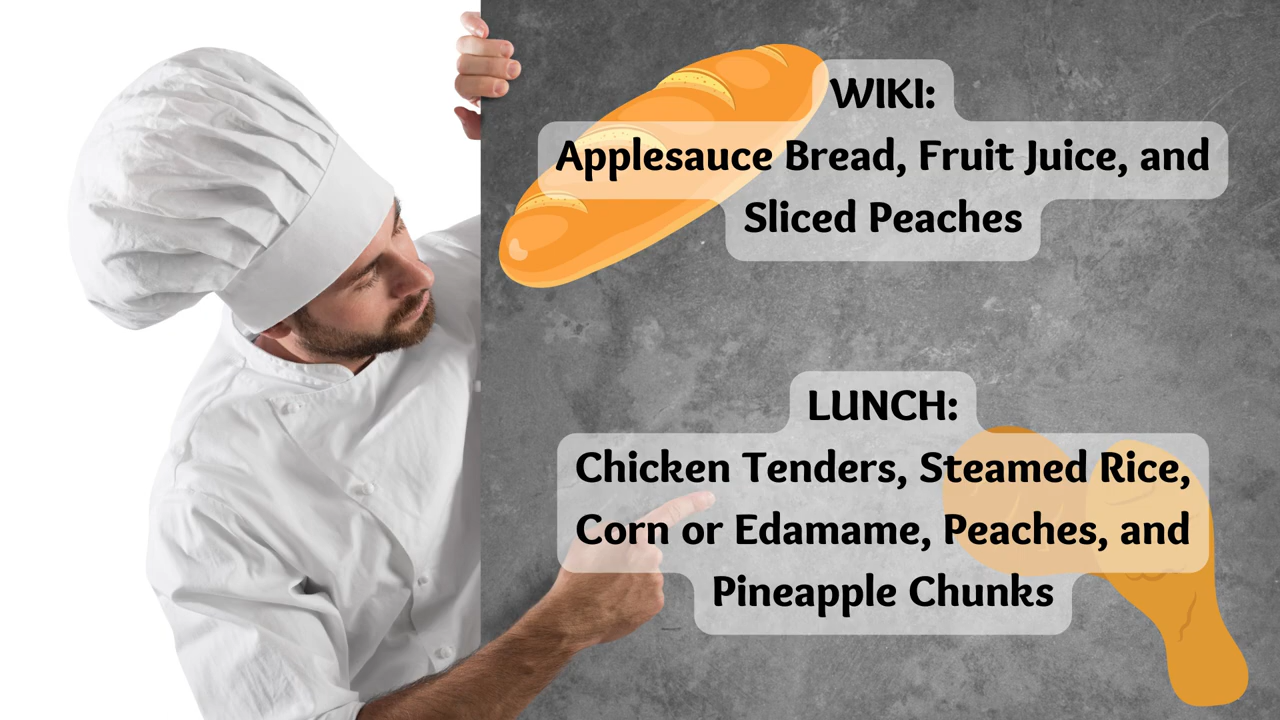 WIKI:
Applesauce Bread, Fruit Juice, and
Sliced Peaches
LUNCH:
Chicken Tenders, Steamed Rice,
Corn or Edamame, Peaches, and
Pineapple Chunks